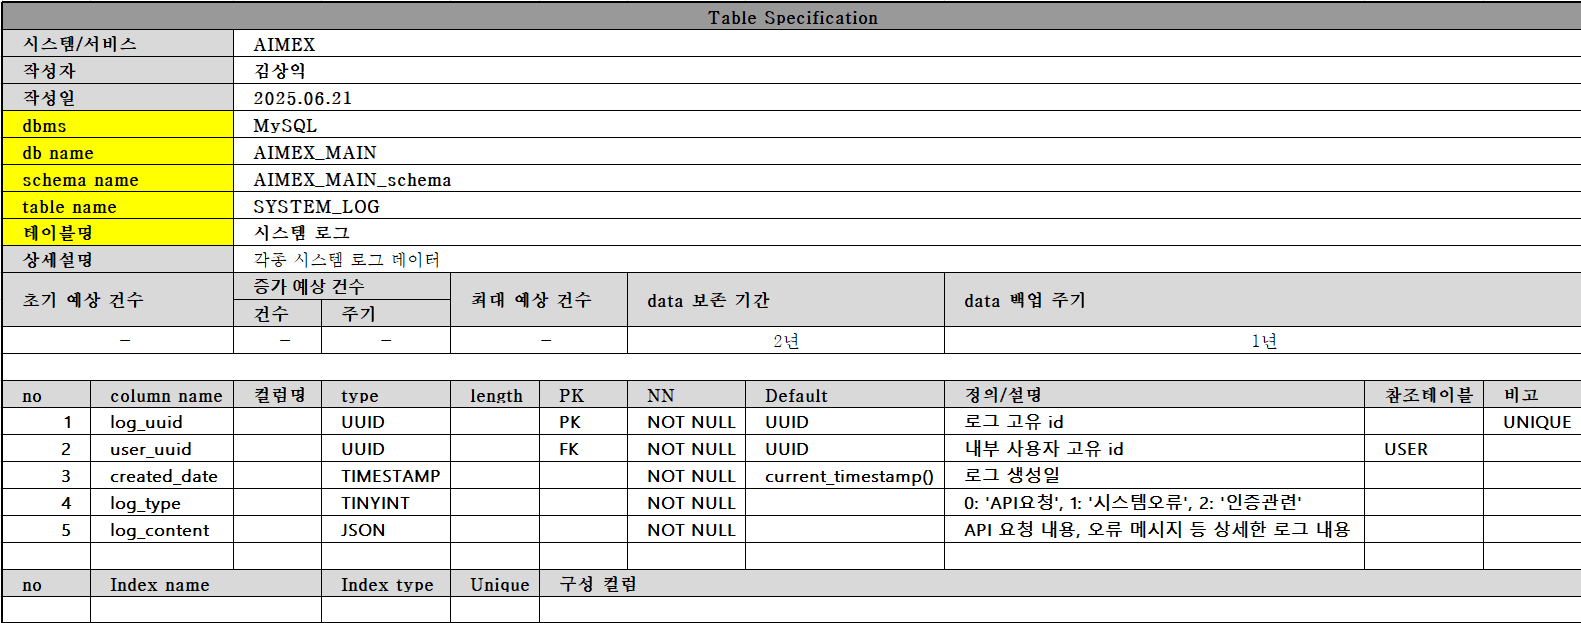 Table Specification
시스템/서비스 AIMEX
작성자 김상익
작성일 2025.06.21
dbms MySQL
db name AIMEX_MAIN
schema name AIMEX_MAIN_schema
table name SYSTEM_LOG
테이블명 시스템 로그
상세설명 각종 시스템 로그 데이터
초기 예상 건수 증가 예상 건수 최대 예상 건수 data 보존 기간 data 백업 주기
건수 주기
- - - - 2년 1년
no column name 컬럼명 type length PK NN Default 정의/설명 참조테이블 비고
1 log_uuid UUID PK NOT NULL UUID 로그 고유 id UNIQUE
2 user_uuid UUID FK NOT NULL UUID 내부 사용자 고유 id USER
3 created_date TIMESTAMP NOT NULL current_timestamp() 로그 생성일
4 log_type TINYINT NOT NULL 0: 'API요청', 1: '시스템오류', 2: '인증관련'
5 log_content JSON NOT NULL API 요청 내용, 오류 메시지 등 상세한 로그 내용
no Index name Index type Unique 구성 컬럼